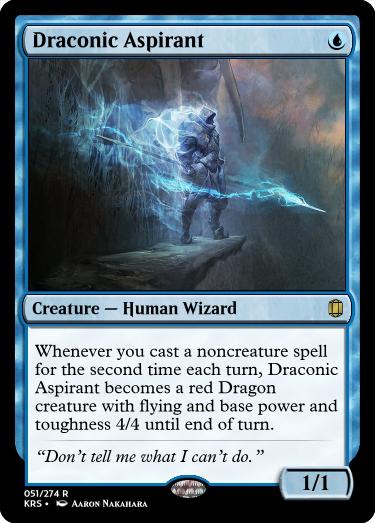 Draconic Aspirant
Creature — Human Wizard
Whenever you cast a noncreature spell
for the second time each turn, Draconic
Aspirant becomes a red Dragon
creature with flying and base power and
toughness 4/4 until end of turn.
“Don’t tell me what I can’t do.”
1/1
051/274 R
KRS • Aaron Nakahara